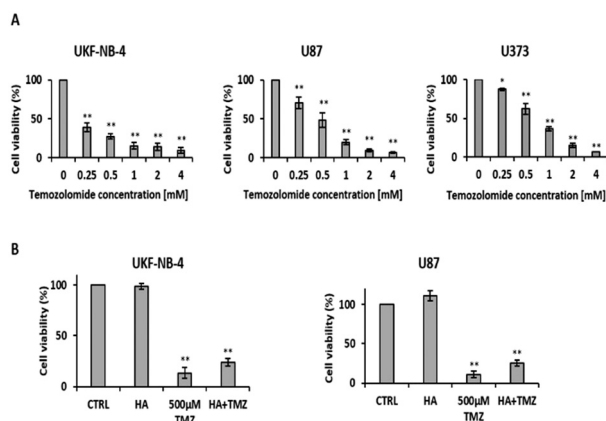 A
UKF-NB-4
Cell viability (%)
100
50
0
**
**
**
**
**
0 0.25 0.5 1 2 4
Temozolomide concentration [mM]
U87
Cell viability (%)
100
50
0
**
**
**
**
**
0 0.25 0.5 1 2 4
Temozolomide concentration [mM]
U373
Cell viability (%)
100
50
0
*
**
**
**
**
0 0.25 0.5 1 2 4
Temozolomide concentration [mM]
B
UKF-NB-4
Cell viability (%)
100
50
0
**
**
CTRL HA 500µM HA+TMZ
TMZ
U87
Cell viability (%)
100
50
0
**
**
CTRL HA 500µM HA+TMZ
TMZ